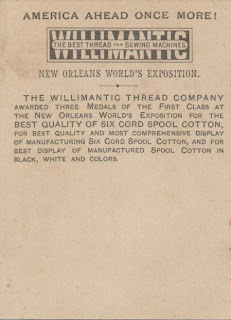 AMERICA AHEAD ONCE MORE!
WILLIMANTIC
THE BEST THREAD FOR SEWING MACHINES
NEW ORLEANS WORLD'S EXPOSITION.
THE WILLIMANTIC THREAD COMPANY
AWARDED THREE MEDALS OF THE FIRST CLASS AT
THE NEW ORLEANS WORLD'S EXPOSITION FOR THE
BEST QUALITY OF SIX CORD SPOOL COTTON,
FOR BEST QUALITY AND MOST COMPREHENSIVE DISPLAY
OF MANUFACTURING SIX CORD SPOOL COTTON, AND FOR
BEST DISPLAY OF MANUFACTURED SPOOL COTTON IN
BLACK, WHITE AND COLORS.